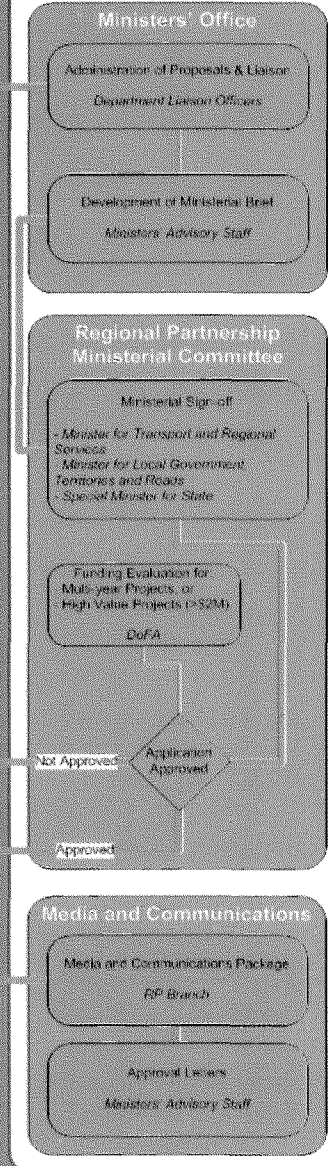 Ministers' Office
Administration of Proposals & Liaison
Department Liaison Officers
Development of Ministerial Brief
Ministers' Advisory Staff
Regional Partnership
Ministerial Committee
Ministerial Sign-off
- Minister for Transport and Regional
Services
- Minister for Local Government,
Territories and Roads
- Special Minister for State
Funding Evaluation for
Multi-year Projects, or
High Value Projects (>$2M)
DoFA
Not Approved
Application
Approved
Approved
Media and Communications
Media and Communications Package
RP Branch
Approval Letters
Ministers' Advisory Staff